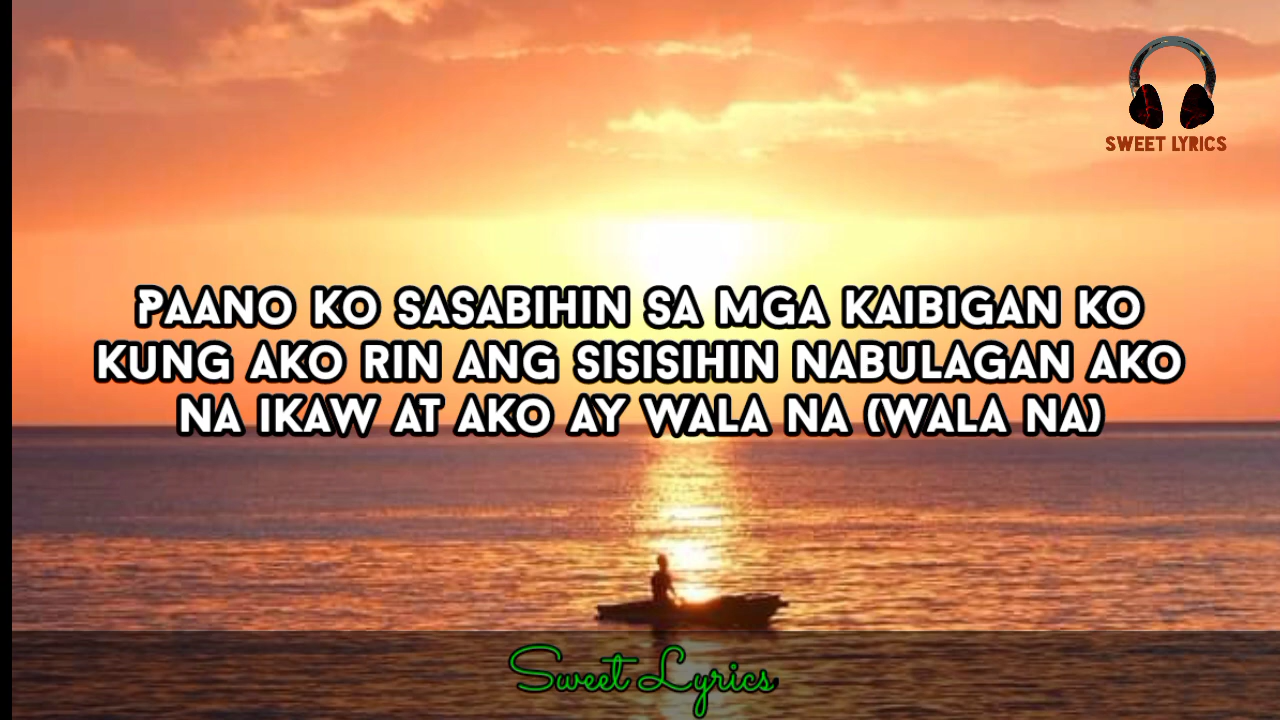 SWEET LYRICS
PAANO KO SASABIHIN SA MGA KAIBIGAN KO
KUNG AKO RIN ANG SISISIHIN NABULAGAN AKO
NA IKAW AT AKO AY WALA NA (WALA NA)
Sweet Lyrics